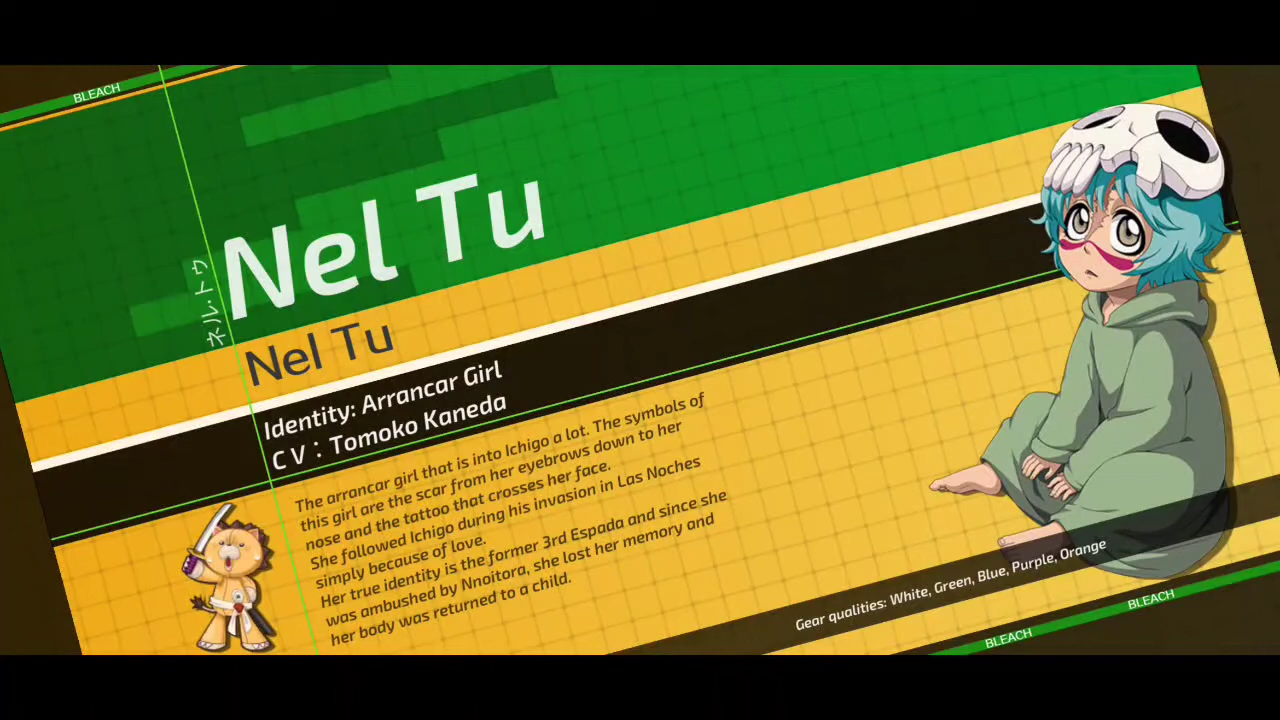 BLEACH
Nel Tu
ネル・トゥ
Nel Tu
Identity: Arrancar Girl
CV：Tomoko Kaneda
The arrancar girl that is into Ichigo a lot. The symbols of
this girl are the scar from her eyebrows down to her
nose and the tattoo that crosses her face.
She followed Ichigo during his invasion in Las Noches
simply because of love.
Her true identity is the former 3rd Espada and since she
was ambushed by Nnoitora, she lost her memory and
her body was returned to a child.
Gear qualities: White, Green, Blue, Purple, Orange
BLEACH
BLEACH